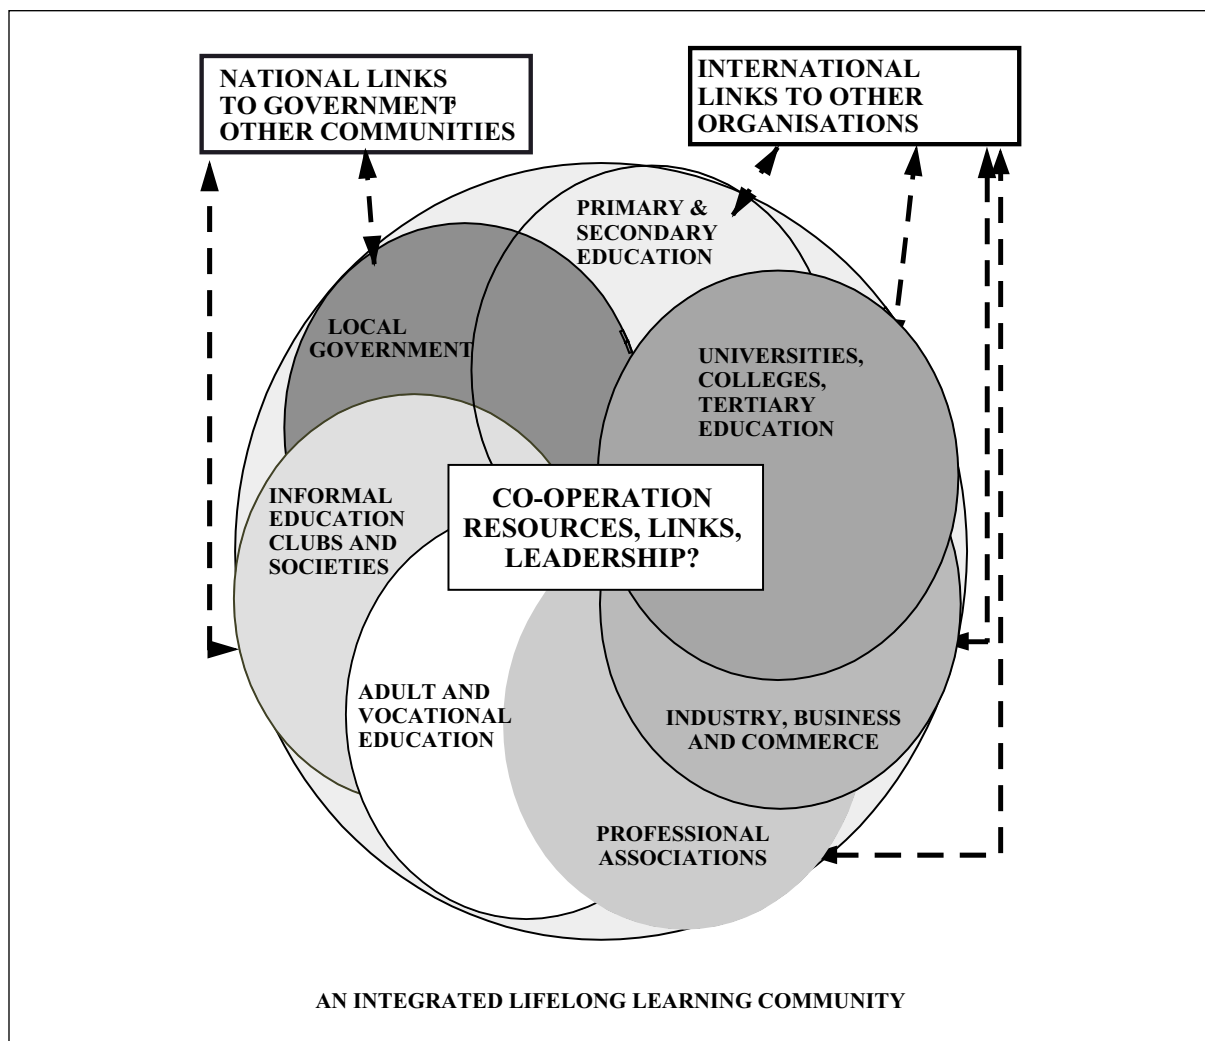 NATIONAL LINKS
TO GOVERNMENT,
OTHER COMMUNITIES
INTERNATIONAL
LINKS TO OTHER
ORGANISATIONS
PRIMARY &
SECONDARY
EDUCATION
LOCAL
GOVERNMENT
UNIVERSITIES,
COLLEGES,
TERTIARY
EDUCATION
INFORMAL
EDUCATION
CLUBS AND
SOCIETIES
CO-OPERATION
RESOURCES, LINKS,
LEADERSHIP?
ADULT AND
VOCATIONAL
EDUCATION
INDUSTRY, BUSINESS
AND COMMERCE
PROFESSIONAL
ASSOCIATIONS
AN INTEGRATED LIFELONG LEARNING COMMUNITY